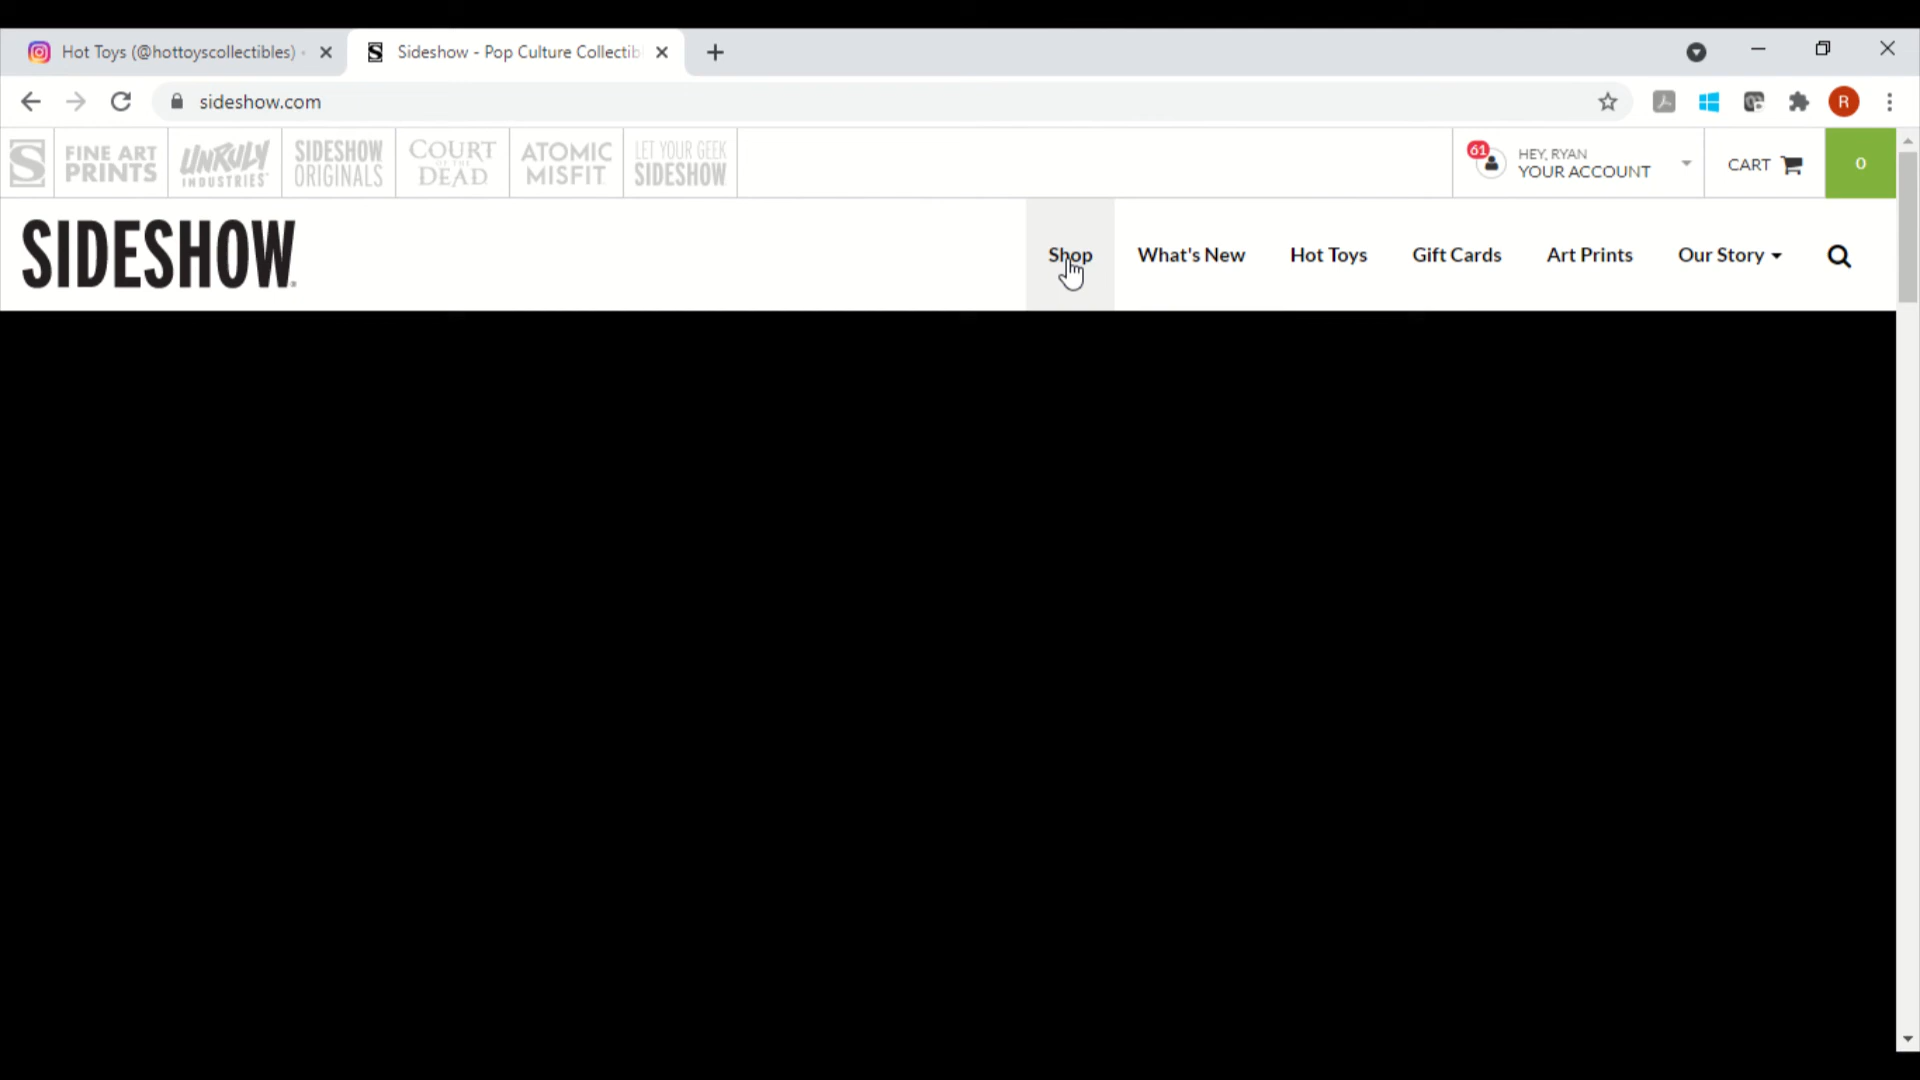 Hot Toys (@hottoyscollectibles)
Sideshow - Pop Culture Collectib
sideshow.com
R
S
FINE ART
PRINTS
UNRULY
INDUSTRIES
SIDESHOW
ORIGINALS
COURT
OF THE
DEAD
ATOMIC
MISFIT
LET YOUR GEEK
SIDESHOW
61
HEY, RYAN
YOUR ACCOUNT
CART
0
SIDESHOW
Shop
What's New
Hot Toys
Gift Cards
Art Prints
Our Story